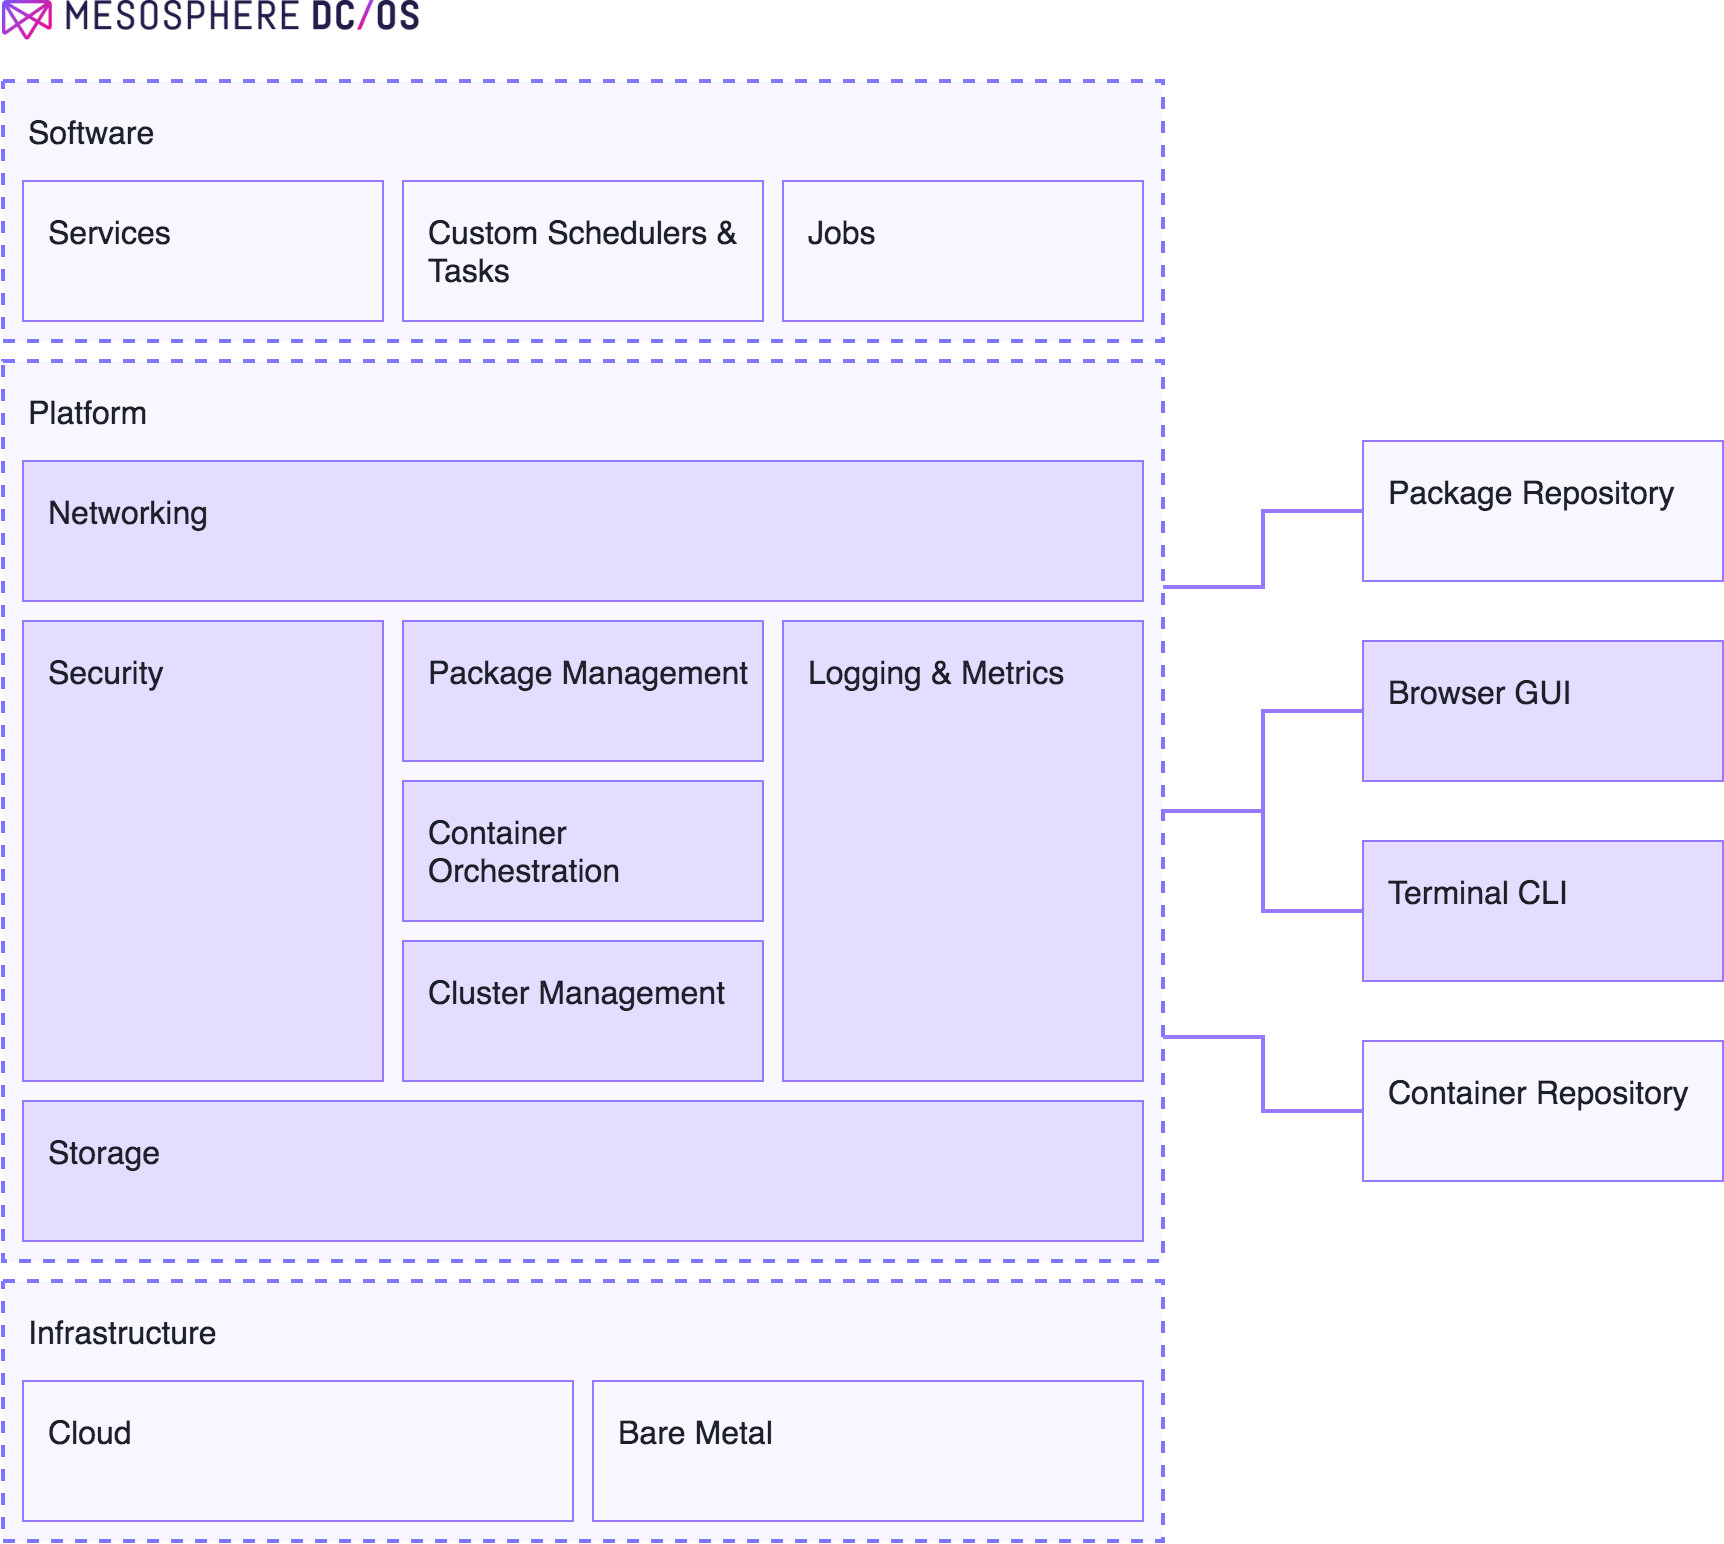 MESOSPHERE DC/OS
Software
Services
Custom Schedulers &
Tasks
Jobs
Platform
Networking
Security
Package Management
Container
Orchestration
Cluster Management
Logging & Metrics
Storage
Package Repository
Browser GUI
Terminal CLI
Container Repository
Infrastructure
Cloud
Bare Metal